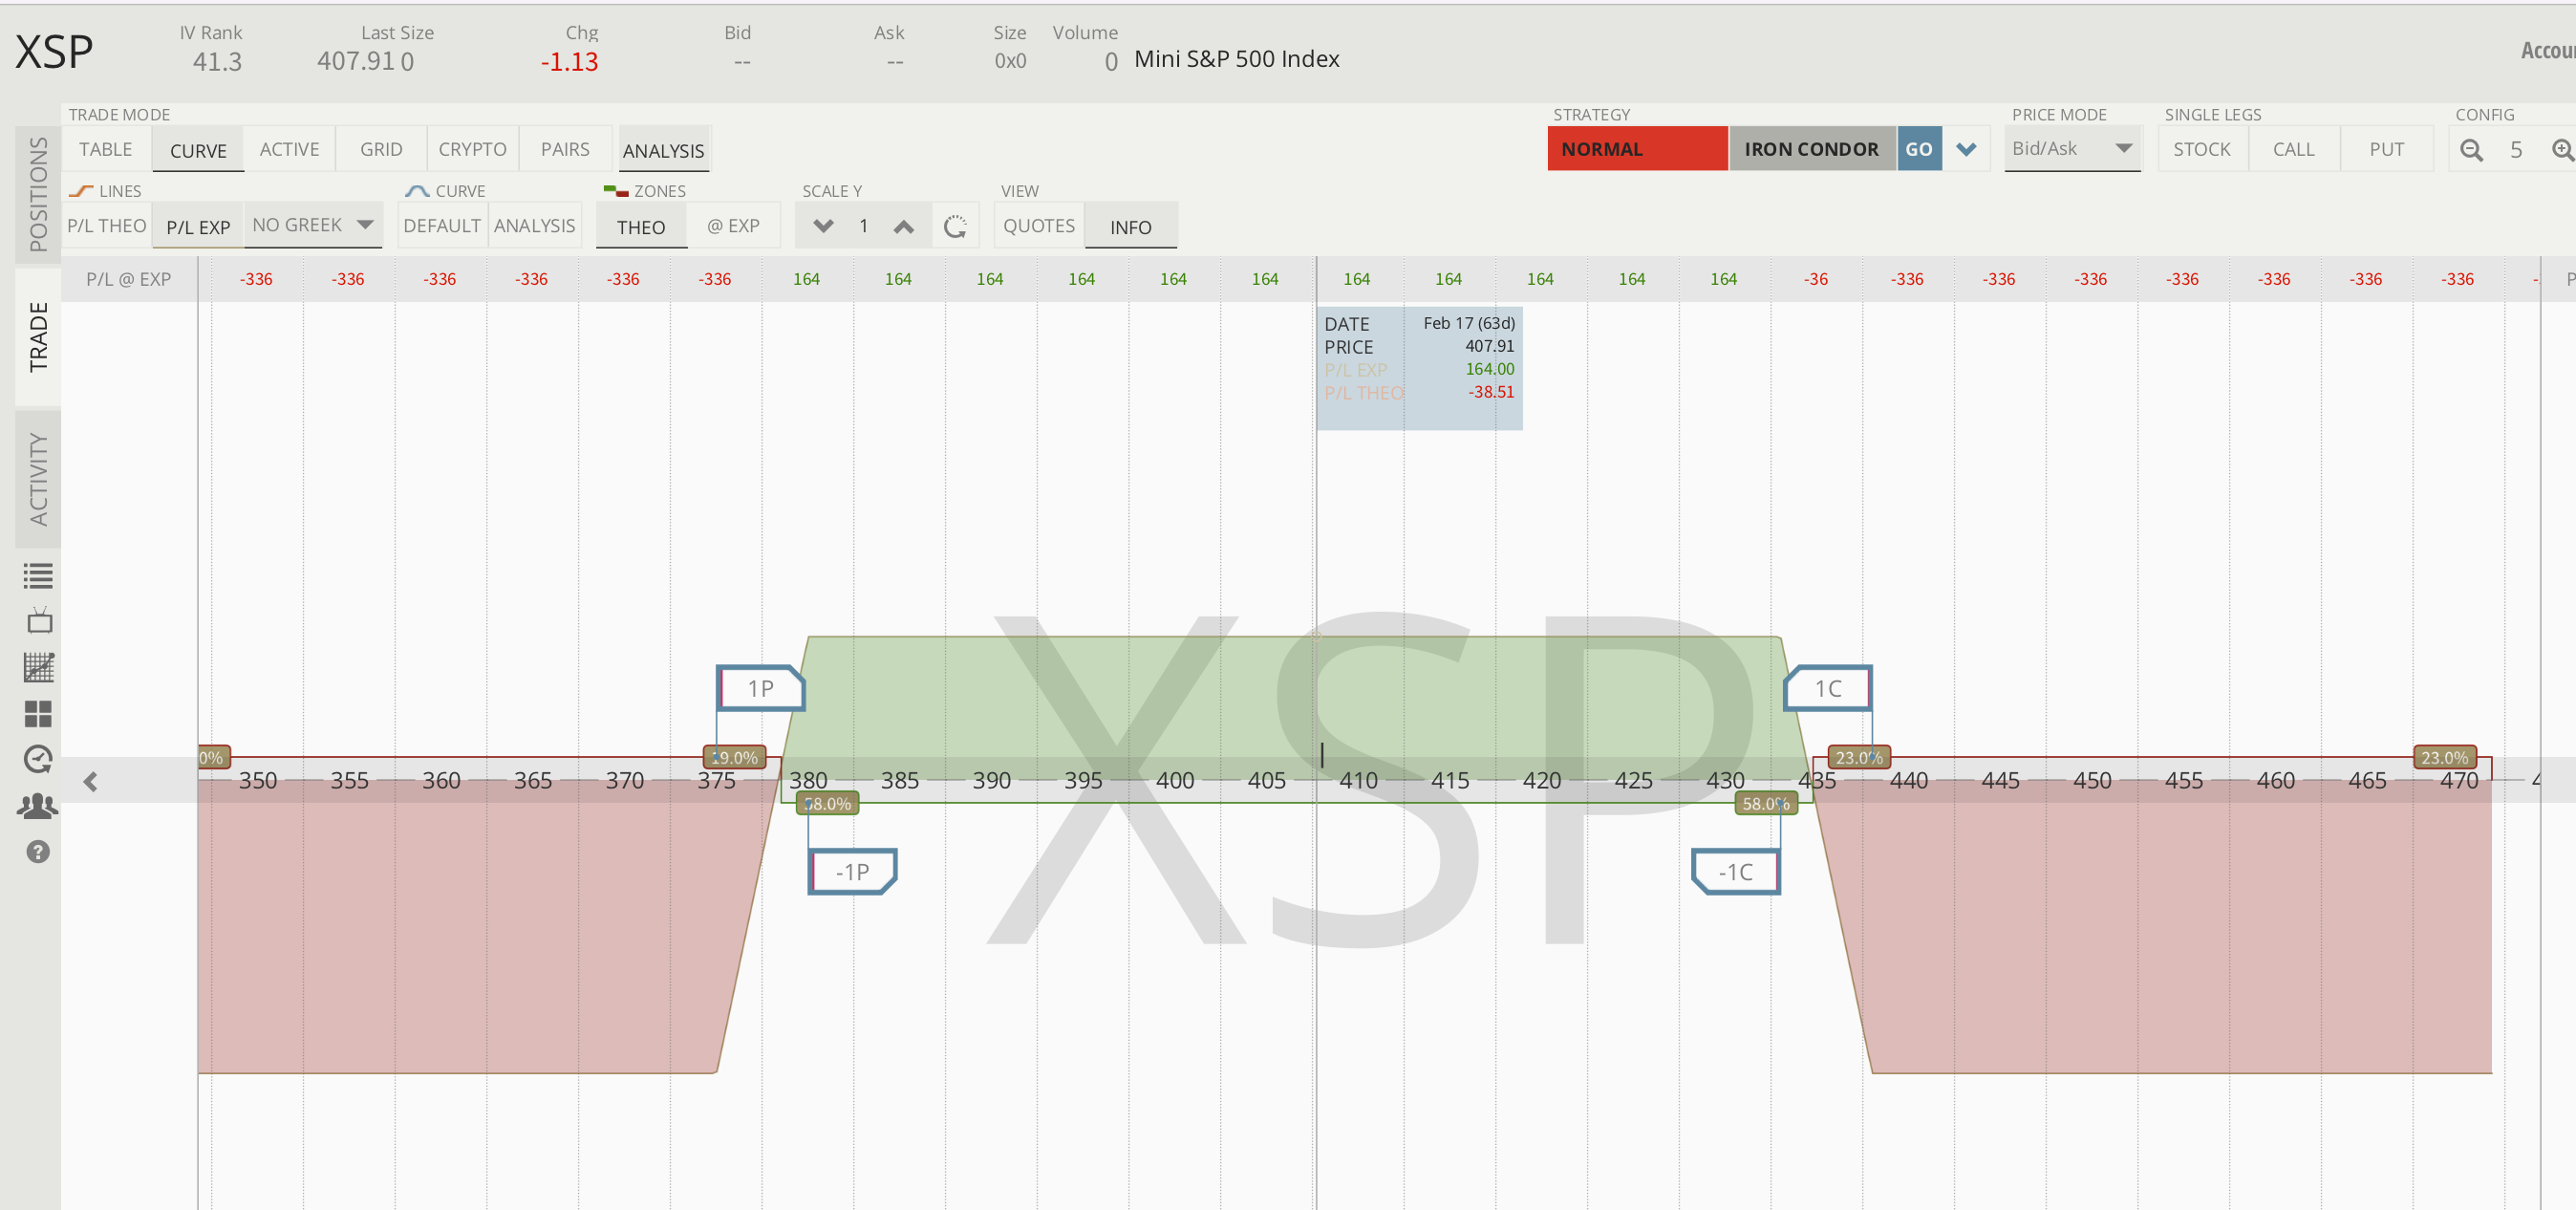 XSP
IV Rank Last Size Chg Bid Ask Size Volume
41.3 407.91 0 -1.13 -- -- 0x0 0 Mini S&P 500 Index
Accou
TRADE MODE STRATEGY PRICE MODE SINGLE LEGS CONFIG
TABLE CURVE ACTIVE GRID CRYPTO PAIRS ANALYSIS NORMAL IRON CONDOR GO Bid/Ask STOCK CALL PUT 5
LINES CURVE ZONES SCALE Y VIEW
P/L THEO P/L EXP NO GREEK DEFAULT ANALYSIS THEO @ EXP 1 QUOTES INFO
POSITIONS
TRADE
ACTIVITY
P/L @ EXP -336 -336 -336 -336 -336 -336 164 164 164 164 164 164 164 164 164 164 164 -36 -336 -336 -336 -336 -336 -336 -336 - P
DATE Feb 17 (63d)
PRICE 407.91
P/L EXP 164.00
P/L THEO -38.51
XSP
1P 1C
0% 19.0% 23.0% 23.0%
350 355 360 365 370 375 380 385 390 395 400 405 410 415 420 425 430 435 440 445 450 455 460 465 470 4
58.0% 58.0%
-1P -1C
?